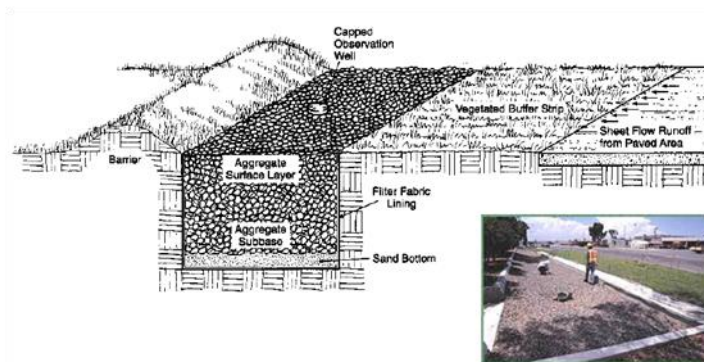 Capped
Observation
Well
Vegetated Buffer Strip
Sheet Flow Runoff
from Paved Area
Barrier
Aggregate
Surface Layer
Filter Fabric
Lining
Aggregate
Subbase
Sand Bottom